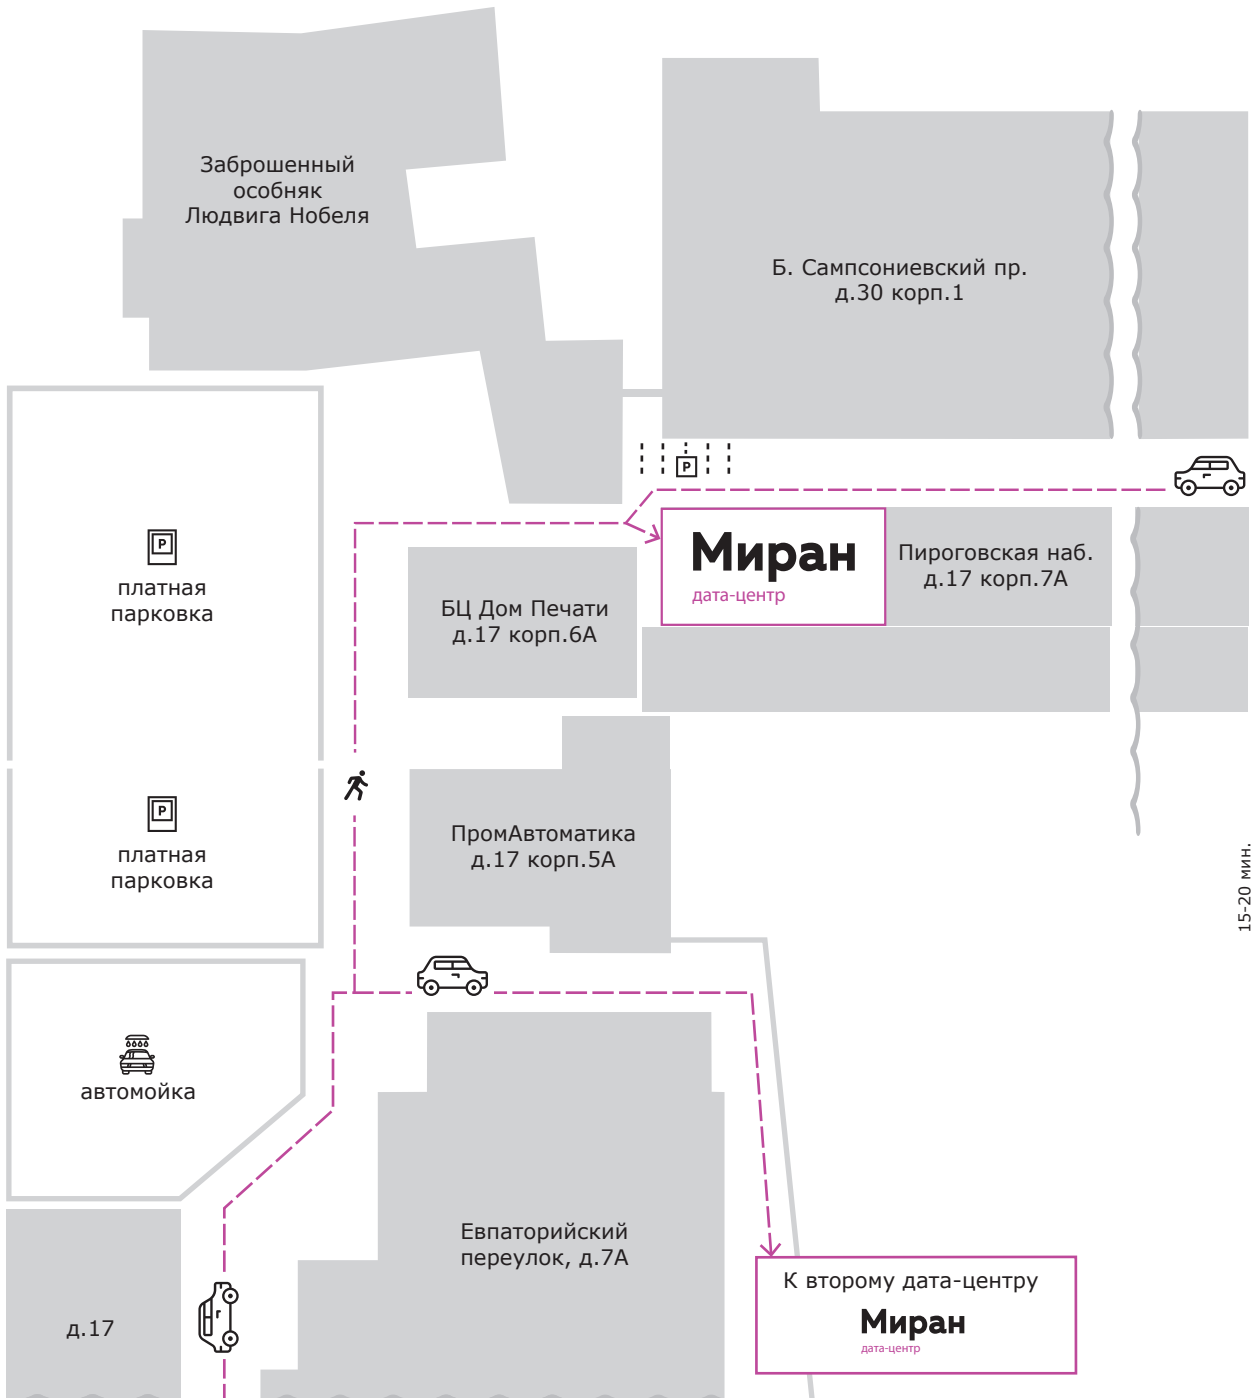 Заброшенный
особняк
Людвига Нобеля
Б. Сампсониевский пр.
д.30 корп.1
P
Миран
дата-центр
Пироговская наб.
д.17 корп.7А
P
платная
парковка
БЦ Дом Печати
д.17 корп.6А
P
платная
парковка
ПромАвтоматика
д.17 корп.5А
15-20 мин.
автомойка
Евпаторийский
переулок, д.7А
К второму дата-центру
Миран
дата-центр
д.17